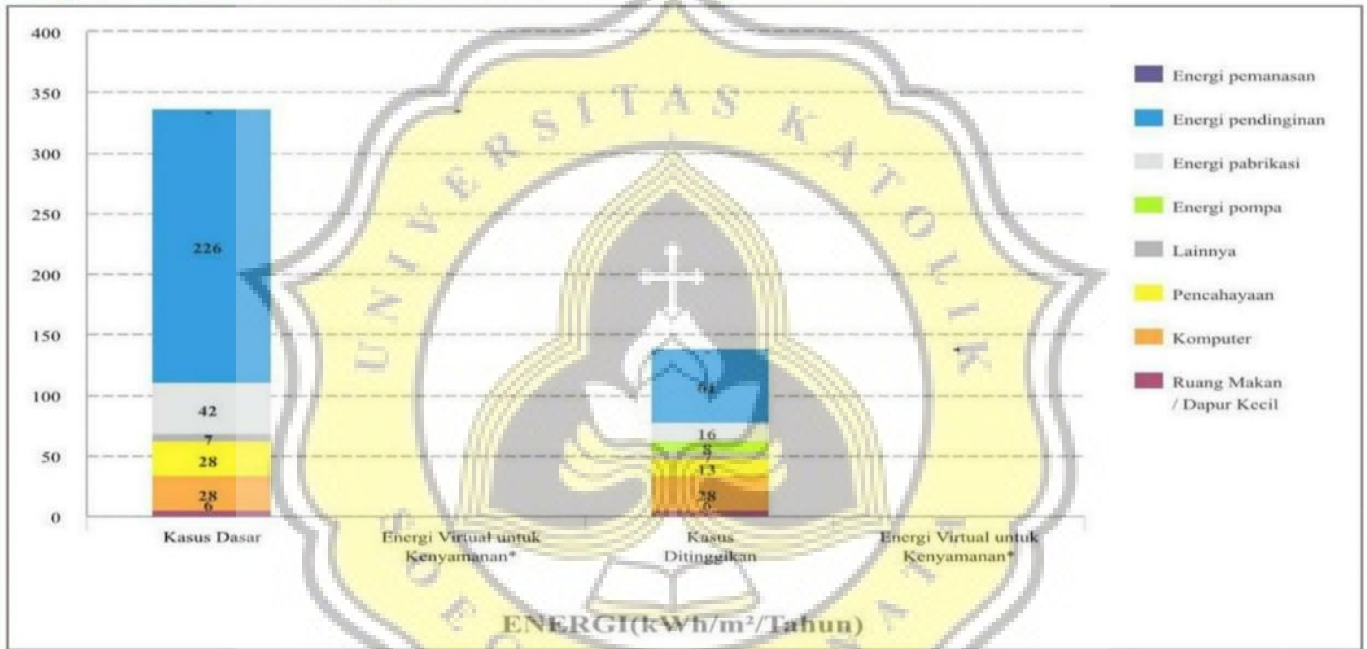 400
350
300
250
200
150
100
50
0
226
42
7
28
28
6
16
8
7
13
28
6
Kasus Dasar
Energi Virtual untuk
Kenyamanan*
Kasus
Ditinggikan
Energi Virtual untuk
Kenyamanan*
ENERGI(kWh/m²/Tahun)
Energi pemanasan
Energi pendinginan
Energi pabrikasi
Energi pompa
Lainnya
Pencahayaan
Komputer
Ruang Makan
/ Dapur Kecil
UNIVERSITAS KATOLIK